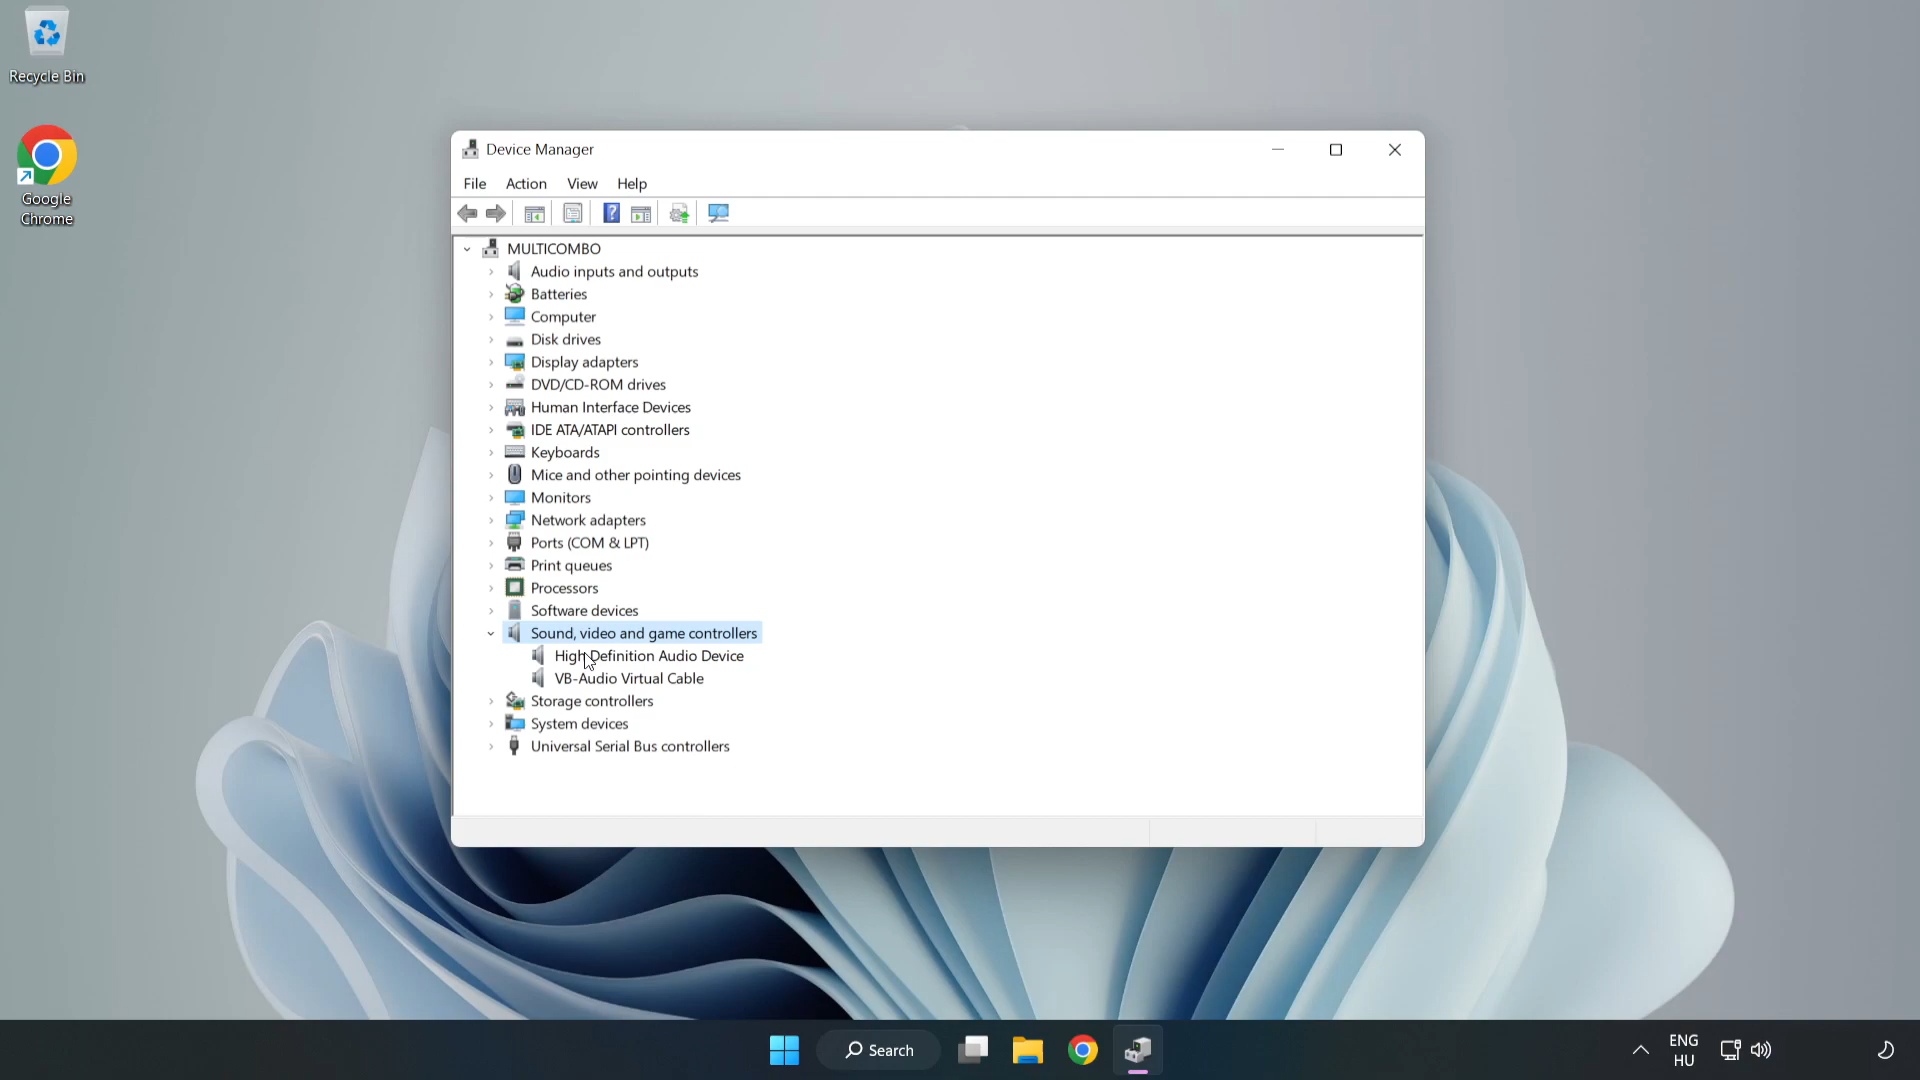 Recycle Bin
Google
Chrome
Device Manager
File Action View Help
MULTICOMBO
Audio inputs and outputs
Batteries
Computer
Disk drives
Display adapters
DVD/CD-ROM drives
Human Interface Devices
IDE ATA/ATAPI controllers
Keyboards
Mice and other pointing devices
Monitors
Network adapters
Ports (COM & LPT)
Print queues
Processors
Software devices
Sound, video and game controllers
High Definition Audio Device
VB-Audio Virtual Cable
Storage controllers
System devices
Universal Serial Bus controllers
Search
ENG
HU